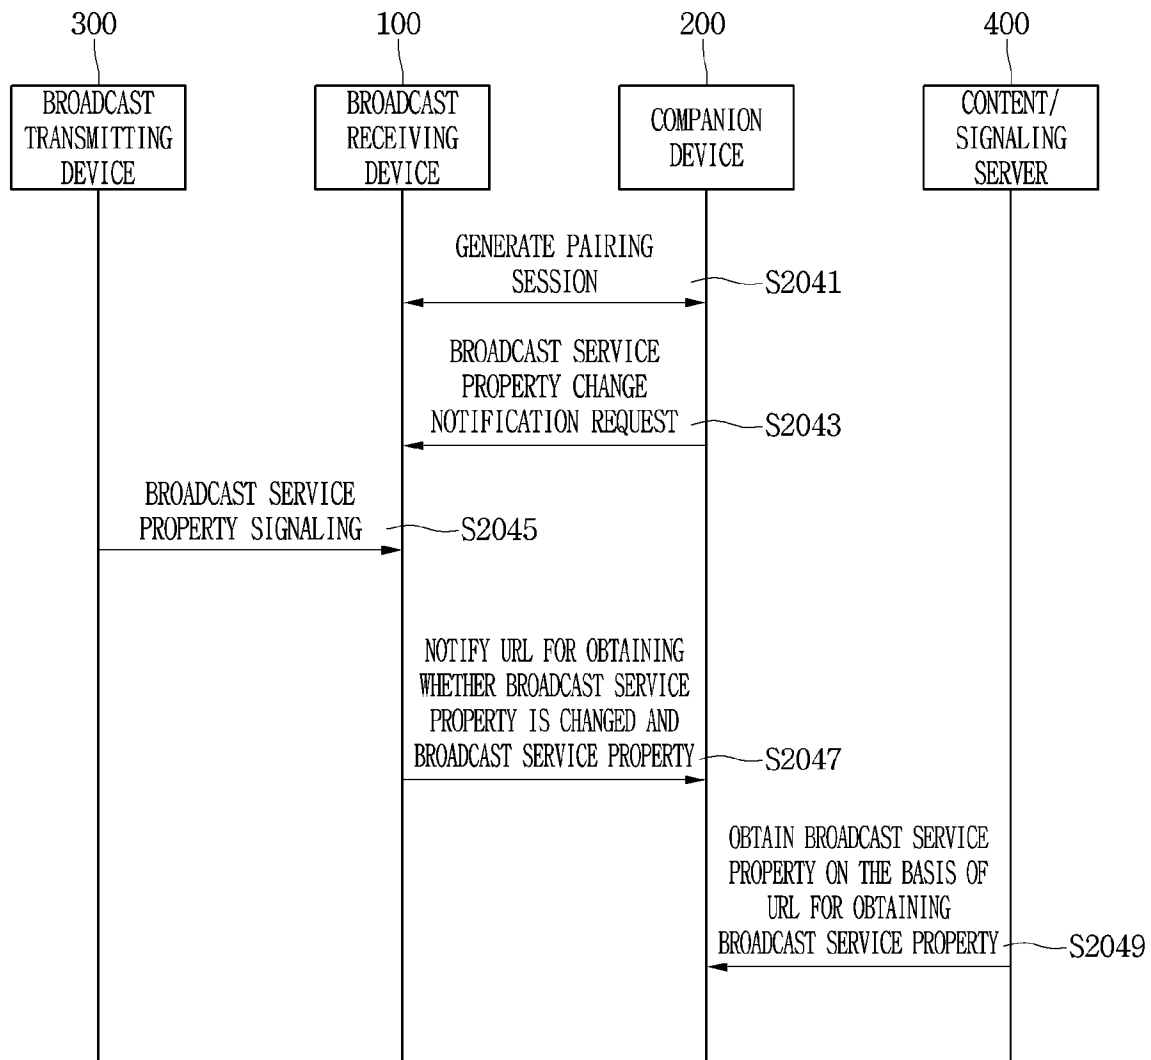 300
100
200
400
BROADCAST
TRANSMITTING
DEVICE
BROADCAST
RECEIVING
DEVICE
COMPANION
DEVICE
CONTENT/
SIGNALING
SERVER
GENERATE PAIRING
SESSION
S2041
BROADCAST SERVICE
PROPERTY CHANGE
NOTIFICATION REQUEST
S2043
BROADCAST SERVICE
PROPERTY SIGNALING
S2045
NOTIFY URL FOR OBTAINING
WHETHER BROADCAST SERVICE
PROPERTY IS CHANGED AND
BROADCAST SERVICE PROPERTY
S2047
OBTAIN BROADCAST SERVICE
PROPERTY ON THE BASIS OF
URL FOR OBTAINING
BROADCAST SERVICE PROPERTY
S2049